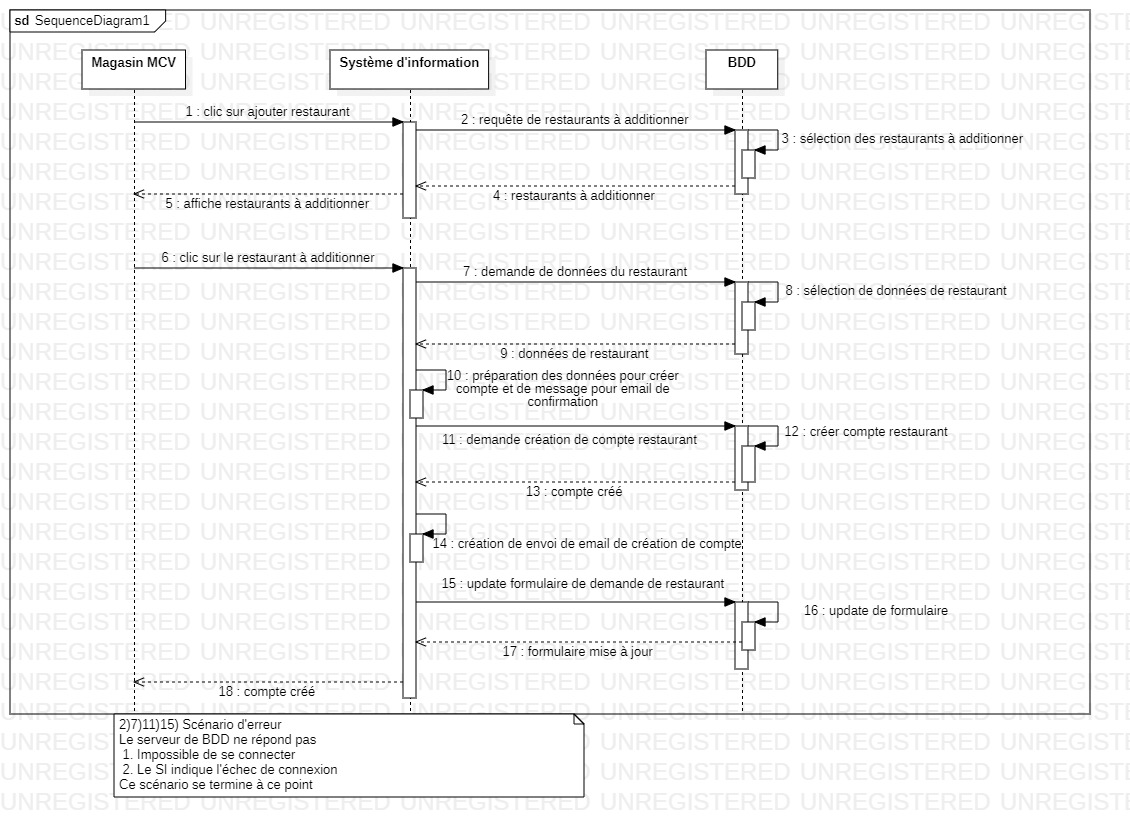 sd SequenceDiagram1
Magasin MCV
Système d'information
BDD
1 : clic sur ajouter restaurant
2 : requête de restaurants à additionner
3 : sélection des restaurants à additionner
4 : restaurants à additionner
5 : affiche restaurants à additionner
6 : clic sur le restaurant à additionner
7 : demande de données du restaurant
8 : sélection de données de restaurant
9 : données de restaurant
10 : préparation des données pour créer
compte et de message pour email de
confirmation
11 : demande création de compte restaurant
12 : créer compte restaurant
13 : compte créé
14 : création de envoi de email de création de compte
15 : update formulaire de demande de restaurant
16 : update de formulaire
17 : formulaire mise à jour
18 : compte créé
2)7)11)15) Scénario d'erreur
Le serveur de BDD ne répond pas
1. Impossible de se connecter
2. Le SI indique l'échec de connexion
Ce scénario se termine à ce point
UNREGISTERED